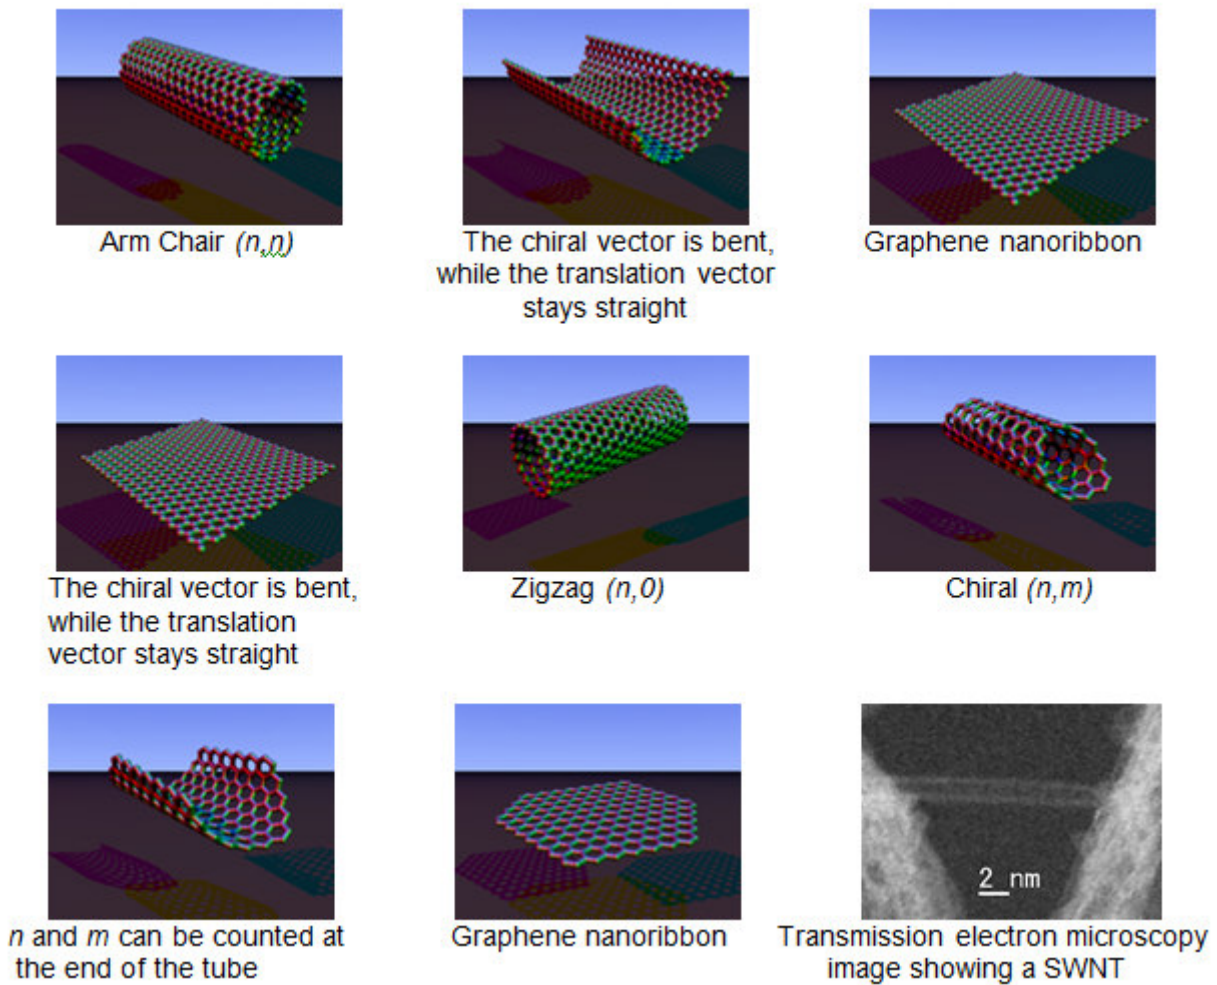 Arm Chair (n,n)
The chiral vector is bent,
while the translation vector
stays straight
Graphene nanoribbon
The chiral vector is bent,
while the translation
vector stays straight
Zigzag (n,0)
Chiral (n,m)
n and m can be counted at
the end of the tube
Graphene nanoribbon
2 nm
Transmission electron microscopy
image showing a SWNT